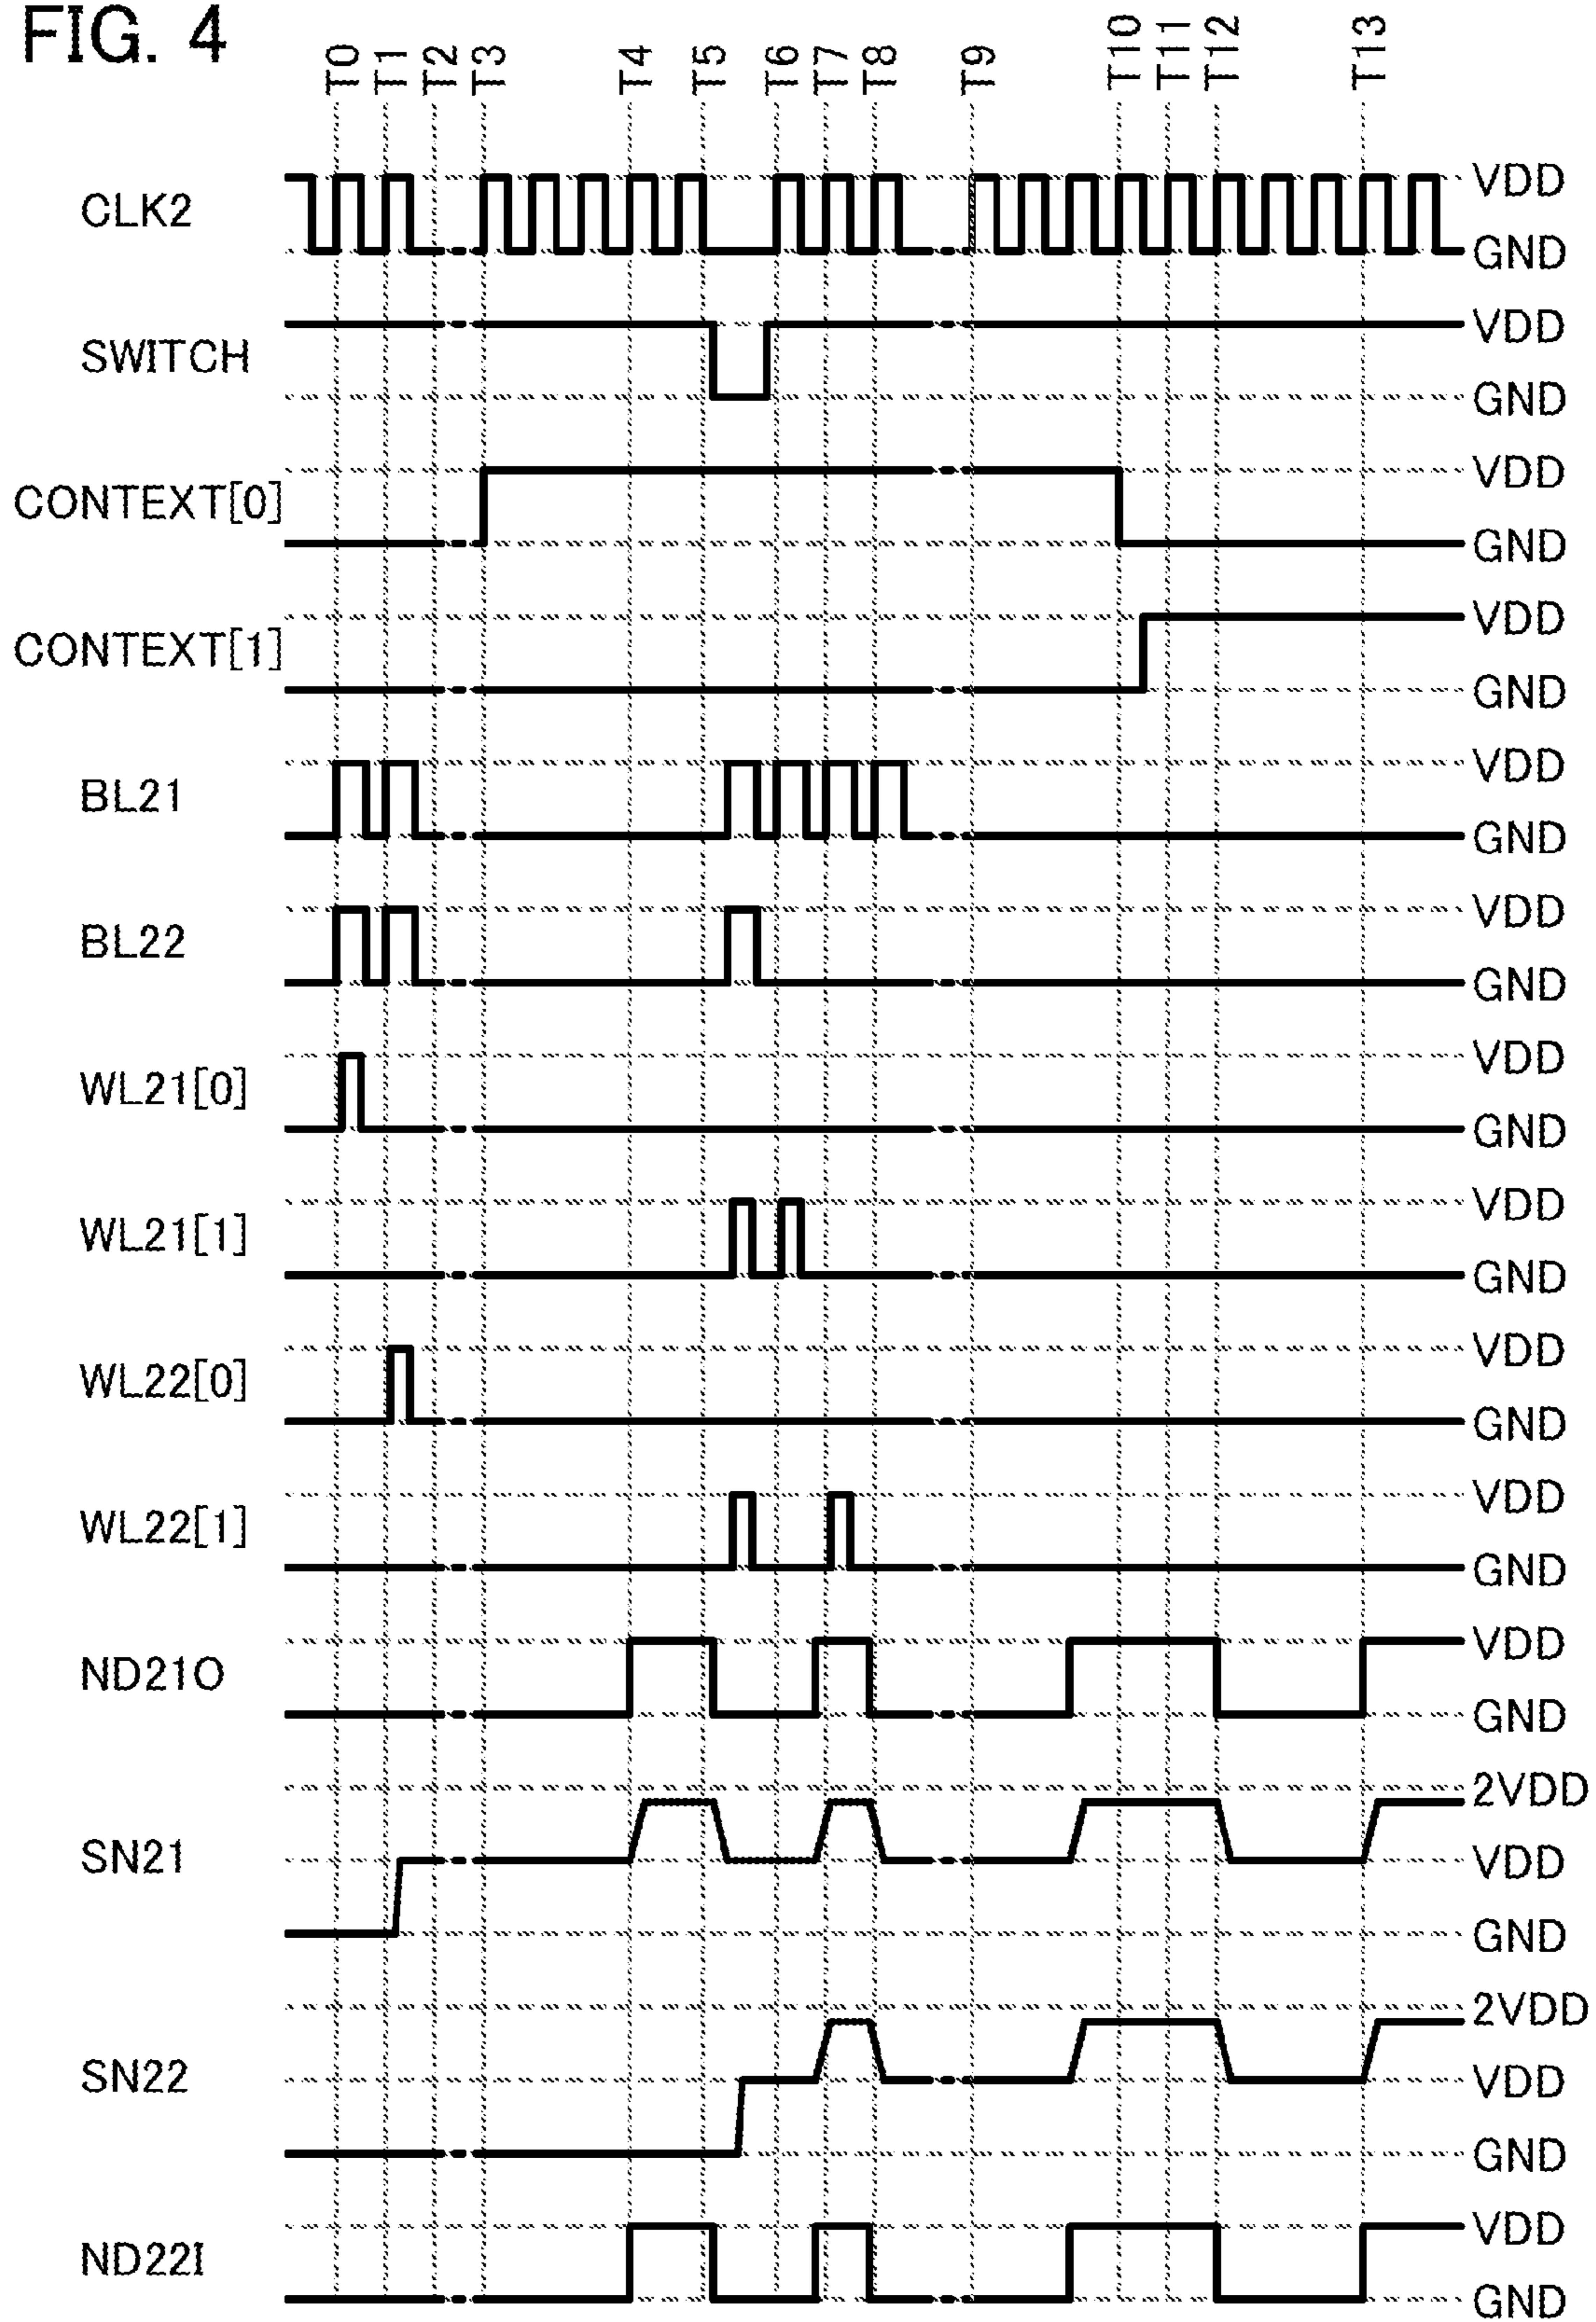 FIG. 4
T0 T1 T2 T3 T4 T5 T6 T7 T8 T9 T10 T11 T12 T13
CLK2 VDD
GND
SWITCH VDD
GND
CONTEXT[0] VDD
GND
CONTEXT[1] VDD
GND
BL21 VDD
GND
BL22 VDD
GND
WL21[0] VDD
GND
WL21[1] VDD
GND
WL22[0] VDD
GND
WL22[1] VDD
GND
ND21O VDD
GND
2VDD
SN21 VDD
GND
2VDD
SN22 VDD
GND
ND22I VDD
GND